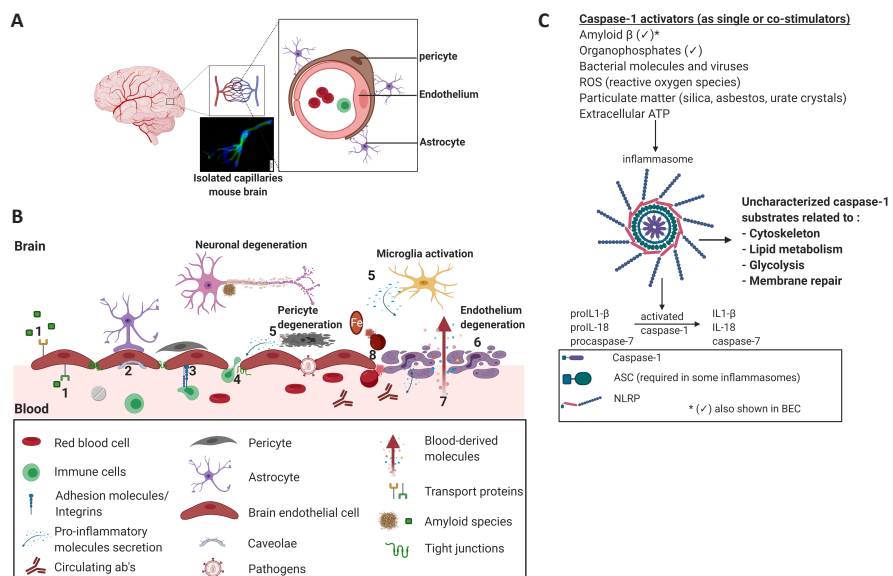 A
pericyte
Endothelium
Astrocyte
Isolated capillaries
mouse brain
B
Brain
Neuronal degeneration
Microglia activation
5
Pericyte
degeneration
5
Fe
Endothelium
degeneration
1
2
3
4
8
6
1
7
Blood
Red blood cell
Immune cells
Adhesion molecules/
Integrins
Pro-inflammatory
molecules secretion
Circulating ab's
Pericyte
Astrocyte
Brain endothelial cell
Caveolae
Pathogens
Blood-derived
molecules
Transport proteins
Amyloid species
Tight junctions
C
Caspase-1 activators (as single or co-stimulators)
Amyloid β (✓)*
Organophosphates (✓)
Bacterial molecules and viruses
ROS (reactive oxygen species)
Particulate matter (silica, asbestos, urate crystals)
Extracellular ATP
inflammasome
Uncharacterized caspase-1
substrates related to :
- Cytoskeleton
- Lipid metabolism
- Glycolysis
- Membrane repair
proIL1-β
proIL-18
procaspase-7
activated
caspase-1
IL1-β
IL-18
caspase-7
Caspase-1
ASC (required in some inflammasomes)
NLRP
* (✓) also shown in BEC